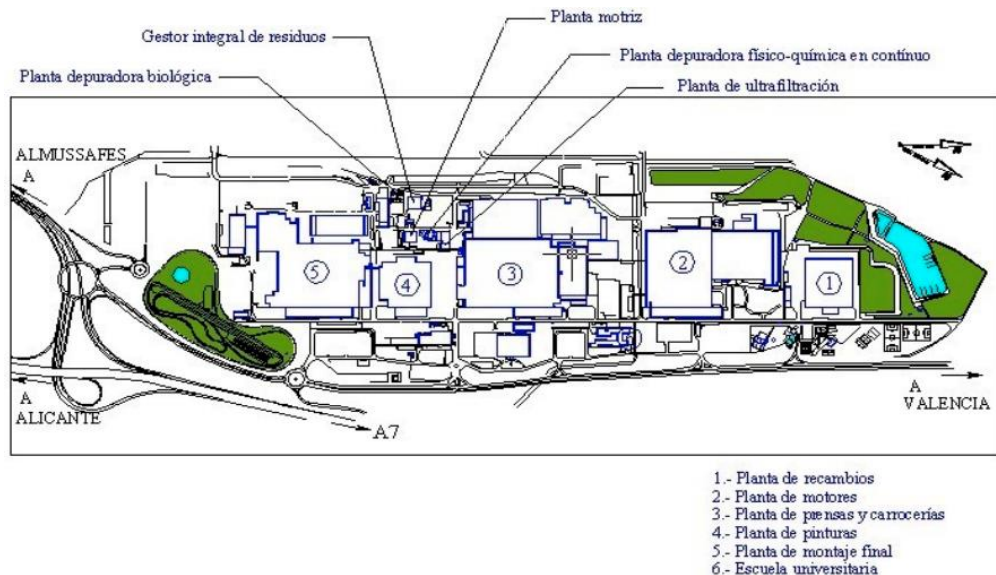 Planta motriz
Gestor integral de residuos
Planta depuradora físico-química en contínuo
Planta depuradora biológica
Planta de ultrafiltración
ALMUSSAFES
A
5
4
3
2
1
A
ALICANTE
A7
A
VALENCIA
1.- Planta de recambios
2.- Planta de motores
3.- Planta de prensas y carrocerías
4.- Planta de pinturas
5.- Planta de montaje final
6.- Escuela universitaria